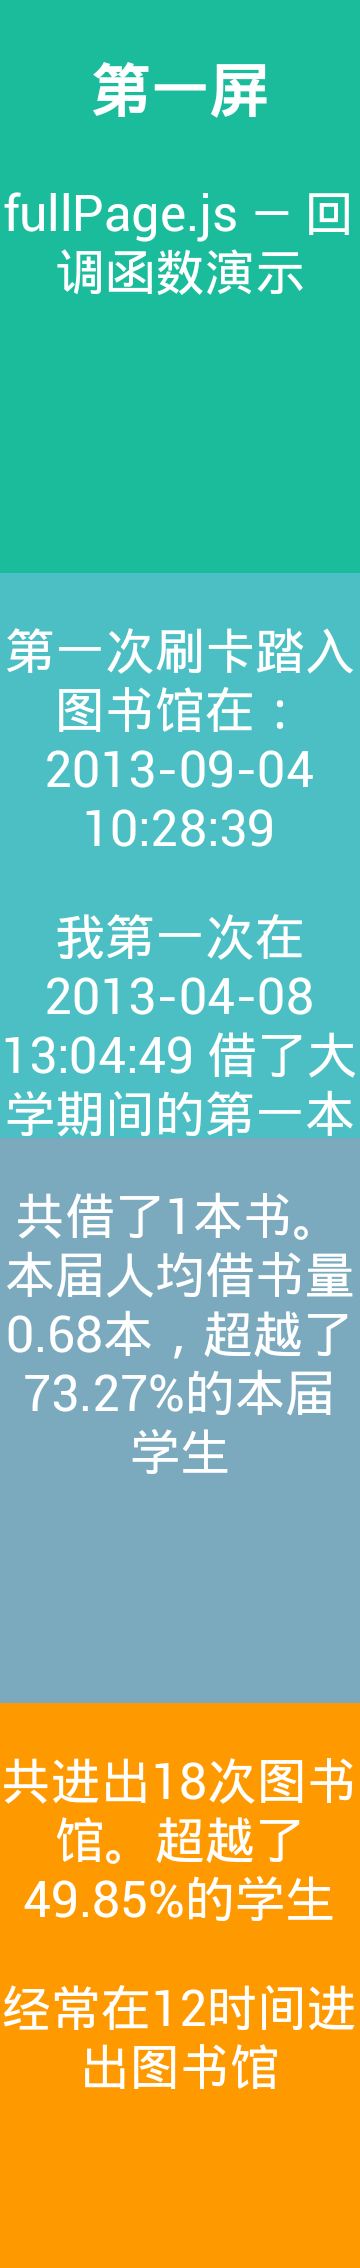 第一屏
fullPage.js — 回
调函数演示
第一次刷卡踏入
图书馆在：
2013-09-04
10:28:39
我第一次在
2013-04-08
13:04:49 借了大
学期间的第一本
共借了1本书。
本届人均借书量
0.68本，超越了
73.27%的本届
学生
共进出18次图书
馆。超越了
49.85%的学生
经常在12时间进
出图书馆